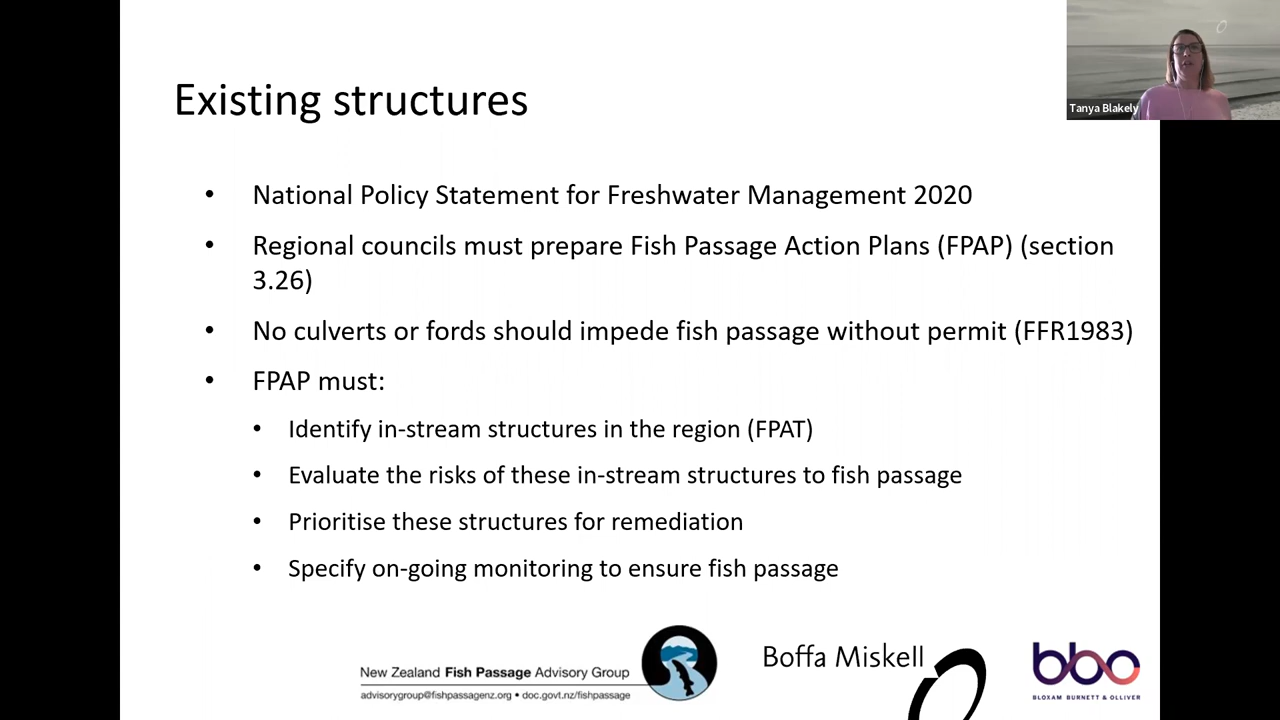 Existing structures
Tanya Blakely
• National Policy Statement for Freshwater Management 2020
• Regional councils must prepare Fish Passage Action Plans (FPAP) (section
3.26)
• No culverts or fords should impede fish passage without permit (FFR1983)
• FPAP must:
• Identify in-stream structures in the region (FPAT)
• Evaluate the risks of these in-stream structures to fish passage
• Prioritise these structures for remediation
• Specify on-going monitoring to ensure fish passage
New Zealand Fish Passage Advisory Group
advisorygroup@fishpassagenz.org • doc.govt.nz/fishpassage
Boffa Miskell
bbo
BLOXAM BURNETT & OLLIVER